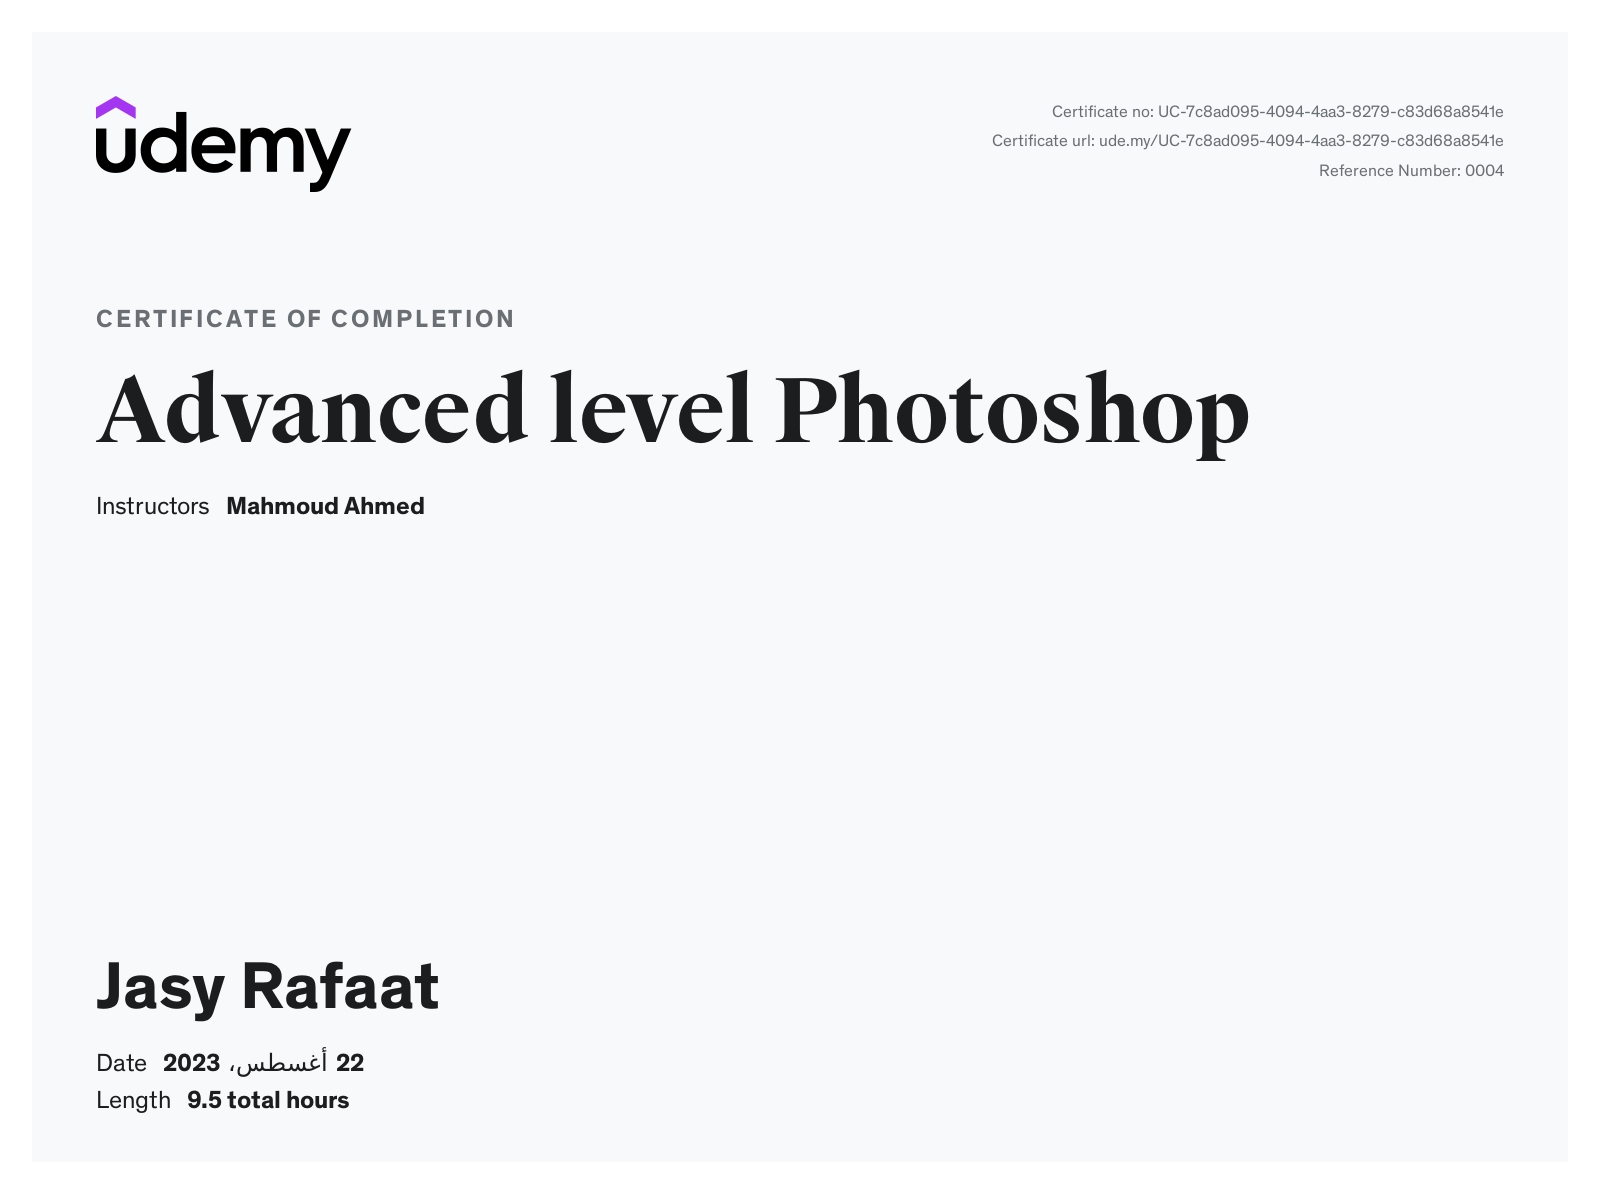 udemy
Certificate no: UC-7c8ad095-4094-4aa3-8279-c83d68a8541e
Certificate url: ude.my/UC-7c8ad095-4094-4aa3-8279-c83d68a8541e
Reference Number: 0004
CERTIFICATE OF COMPLETION
Advanced level Photoshop
Instructors Mahmoud Ahmed
Jasy Rafaat
Date 22 أغسطس، 2023
Length 9.5 total hours